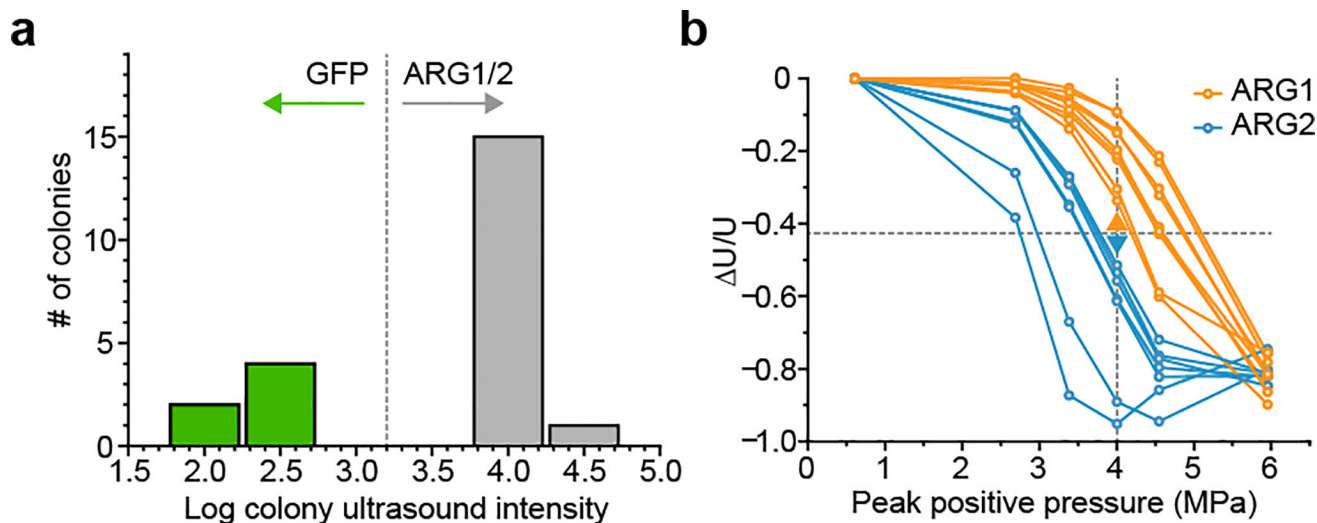 a
GFP
ARG1/2
# of colonies
15
10
5
0
1.5 2.0 2.5 3.0 3.5 4.0 4.5 5.0
Log colony ultrasound intensity
b
ARG1
ARG2
ΔU/U
0
−0.2
−0.4
−0.6
−0.8
−1.0
0 1 2 3 4 5 6
Peak positive pressure (MPa)